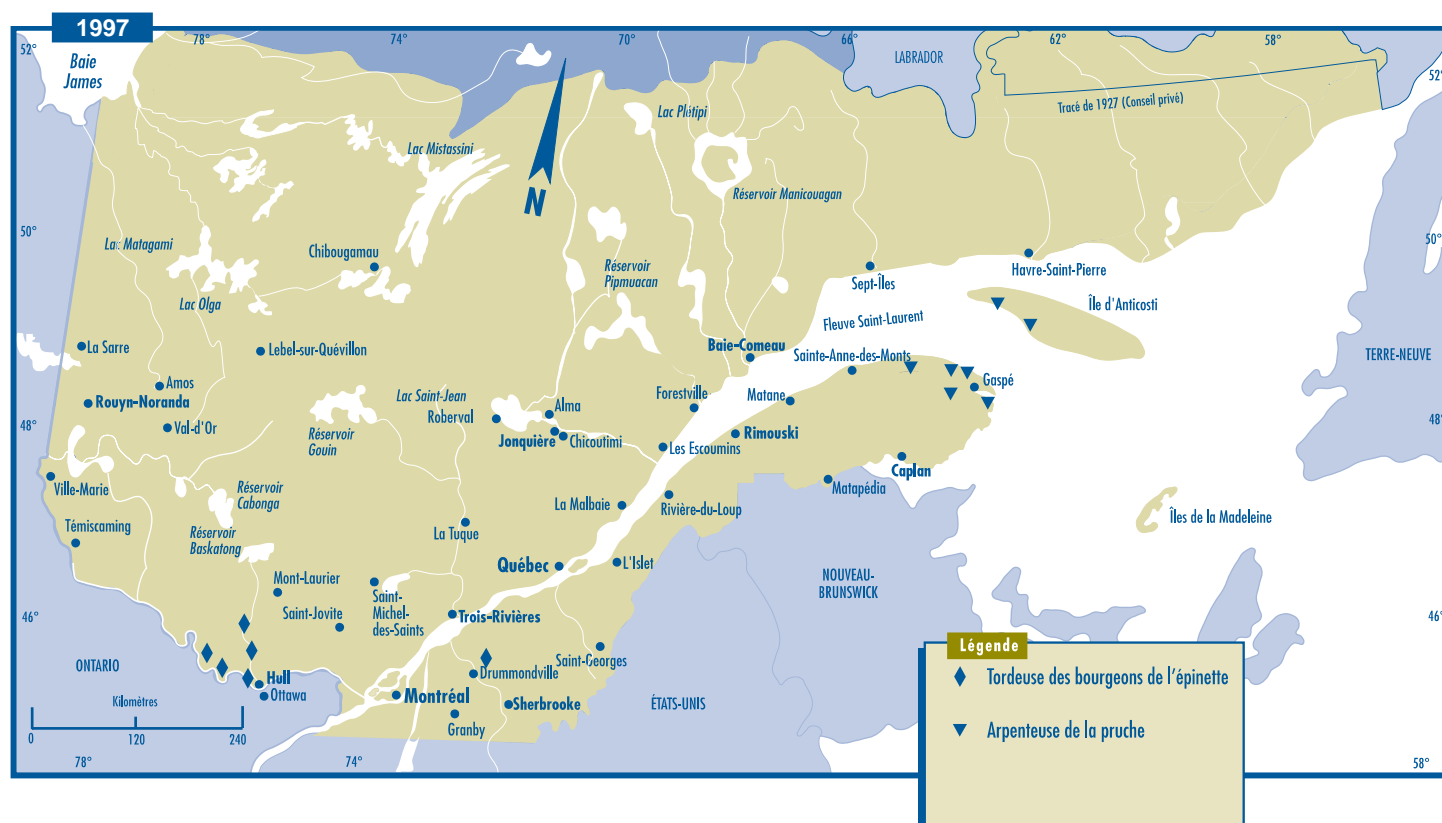 1997
78°
74°
70°
66°
62°
58°
52°
Baie
James
LABRADOR
52°
Tracé de 1927 (Conseil privé)
Lac Plétipi
Lac Mistassini
N
Réservoir Manicouagan
50°
Lac Matagami
50°
Chibougamau
Réservoir
Pipmuacan
Havre-Saint-Pierre
Sept-Îles
Lac Olga
Île d'Anticosti
Fleuve Saint-Laurent
La Sarre
Lebel-sur-Quévillon
Baie-Comeau
Sainte-Anne-des-Monts
TERRE-NEUVE
Amos
Gaspé
Rouyn-Noranda
Lac Saint-Jean
Forestville
Matane
Alma
Roberval
48°
Val-d'Or
Réservoir
Gouin
Jonquière
Chicoutimi
Rimouski
48°
Les Escoumins
Caplan
Ville-Marie
Réservoir
Cabonga
Matapédia
La Malbaie
Rivière-du-Loup
Îles de la Madeleine
Témiscaming
Réservoir
Baskatong
La Tuque
Québec
L'Islet
Mont-Laurier
NOUVEAU-
BRUNSWICK
Saint-Jovite
Saint-
Michel-
des-Saints
46°
Trois-Rivières
46°
ONTARIO
Saint-Georges
Drummondville
Hull
Ottawa
Montréal
Sherbrooke
ÉTATS-UNIS
Granby
Kilomètres
0
120
240
78°
74°
58°
Légende
Tordeuse des bourgeons de l'épinette
Arpenteuse de la pruche